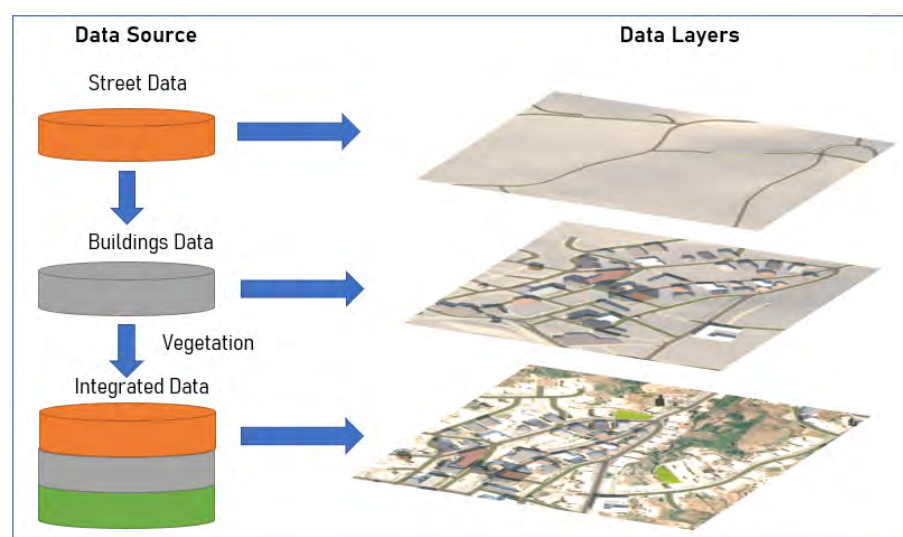 Data Source
Data Layers
Street Data
Buildings Data
Vegetation
Integrated Data